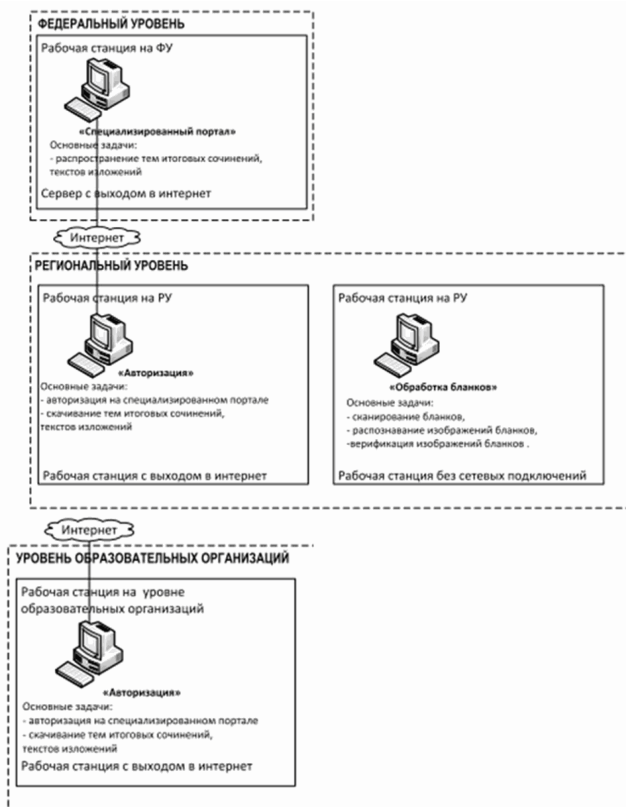 ФЕДЕРАЛЬНЫЙ УРОВЕНЬ
Рабочая станция на ФУ
«Специализированный портал»
Основные задачи:
- распространение тем итоговых сочинений,
текстов изложений
Сервер с выходом в интернет
Интернет
РЕГИОНАЛЬНЫЙ УРОВЕНЬ
Рабочая станция на РУ
«Авторизация»
Основные задачи:
- авторизация на специализированном портале
- скачивание тем итоговых сочинений,
текстов изложений
Рабочая станция с выходом в интернет
Рабочая станция на РУ
«Обработка бланков»
Основные задачи:
- сканирование бланков,
- распознавание изображений бланков,
-верификация изображений бланков .
Рабочая станция без сетевых подключений
Интернет
УРОВЕНЬ ОБРАЗОВАТЕЛЬНЫХ ОРГАНИЗАЦИЙ
Рабочая станция на уровне
образовательных организаций
«Авторизация»
Основные задачи:
- авторизация на специализированном портале
- скачивание тем итоговых сочинений,
текстов изложений
Рабочая станция с выходом в интернет